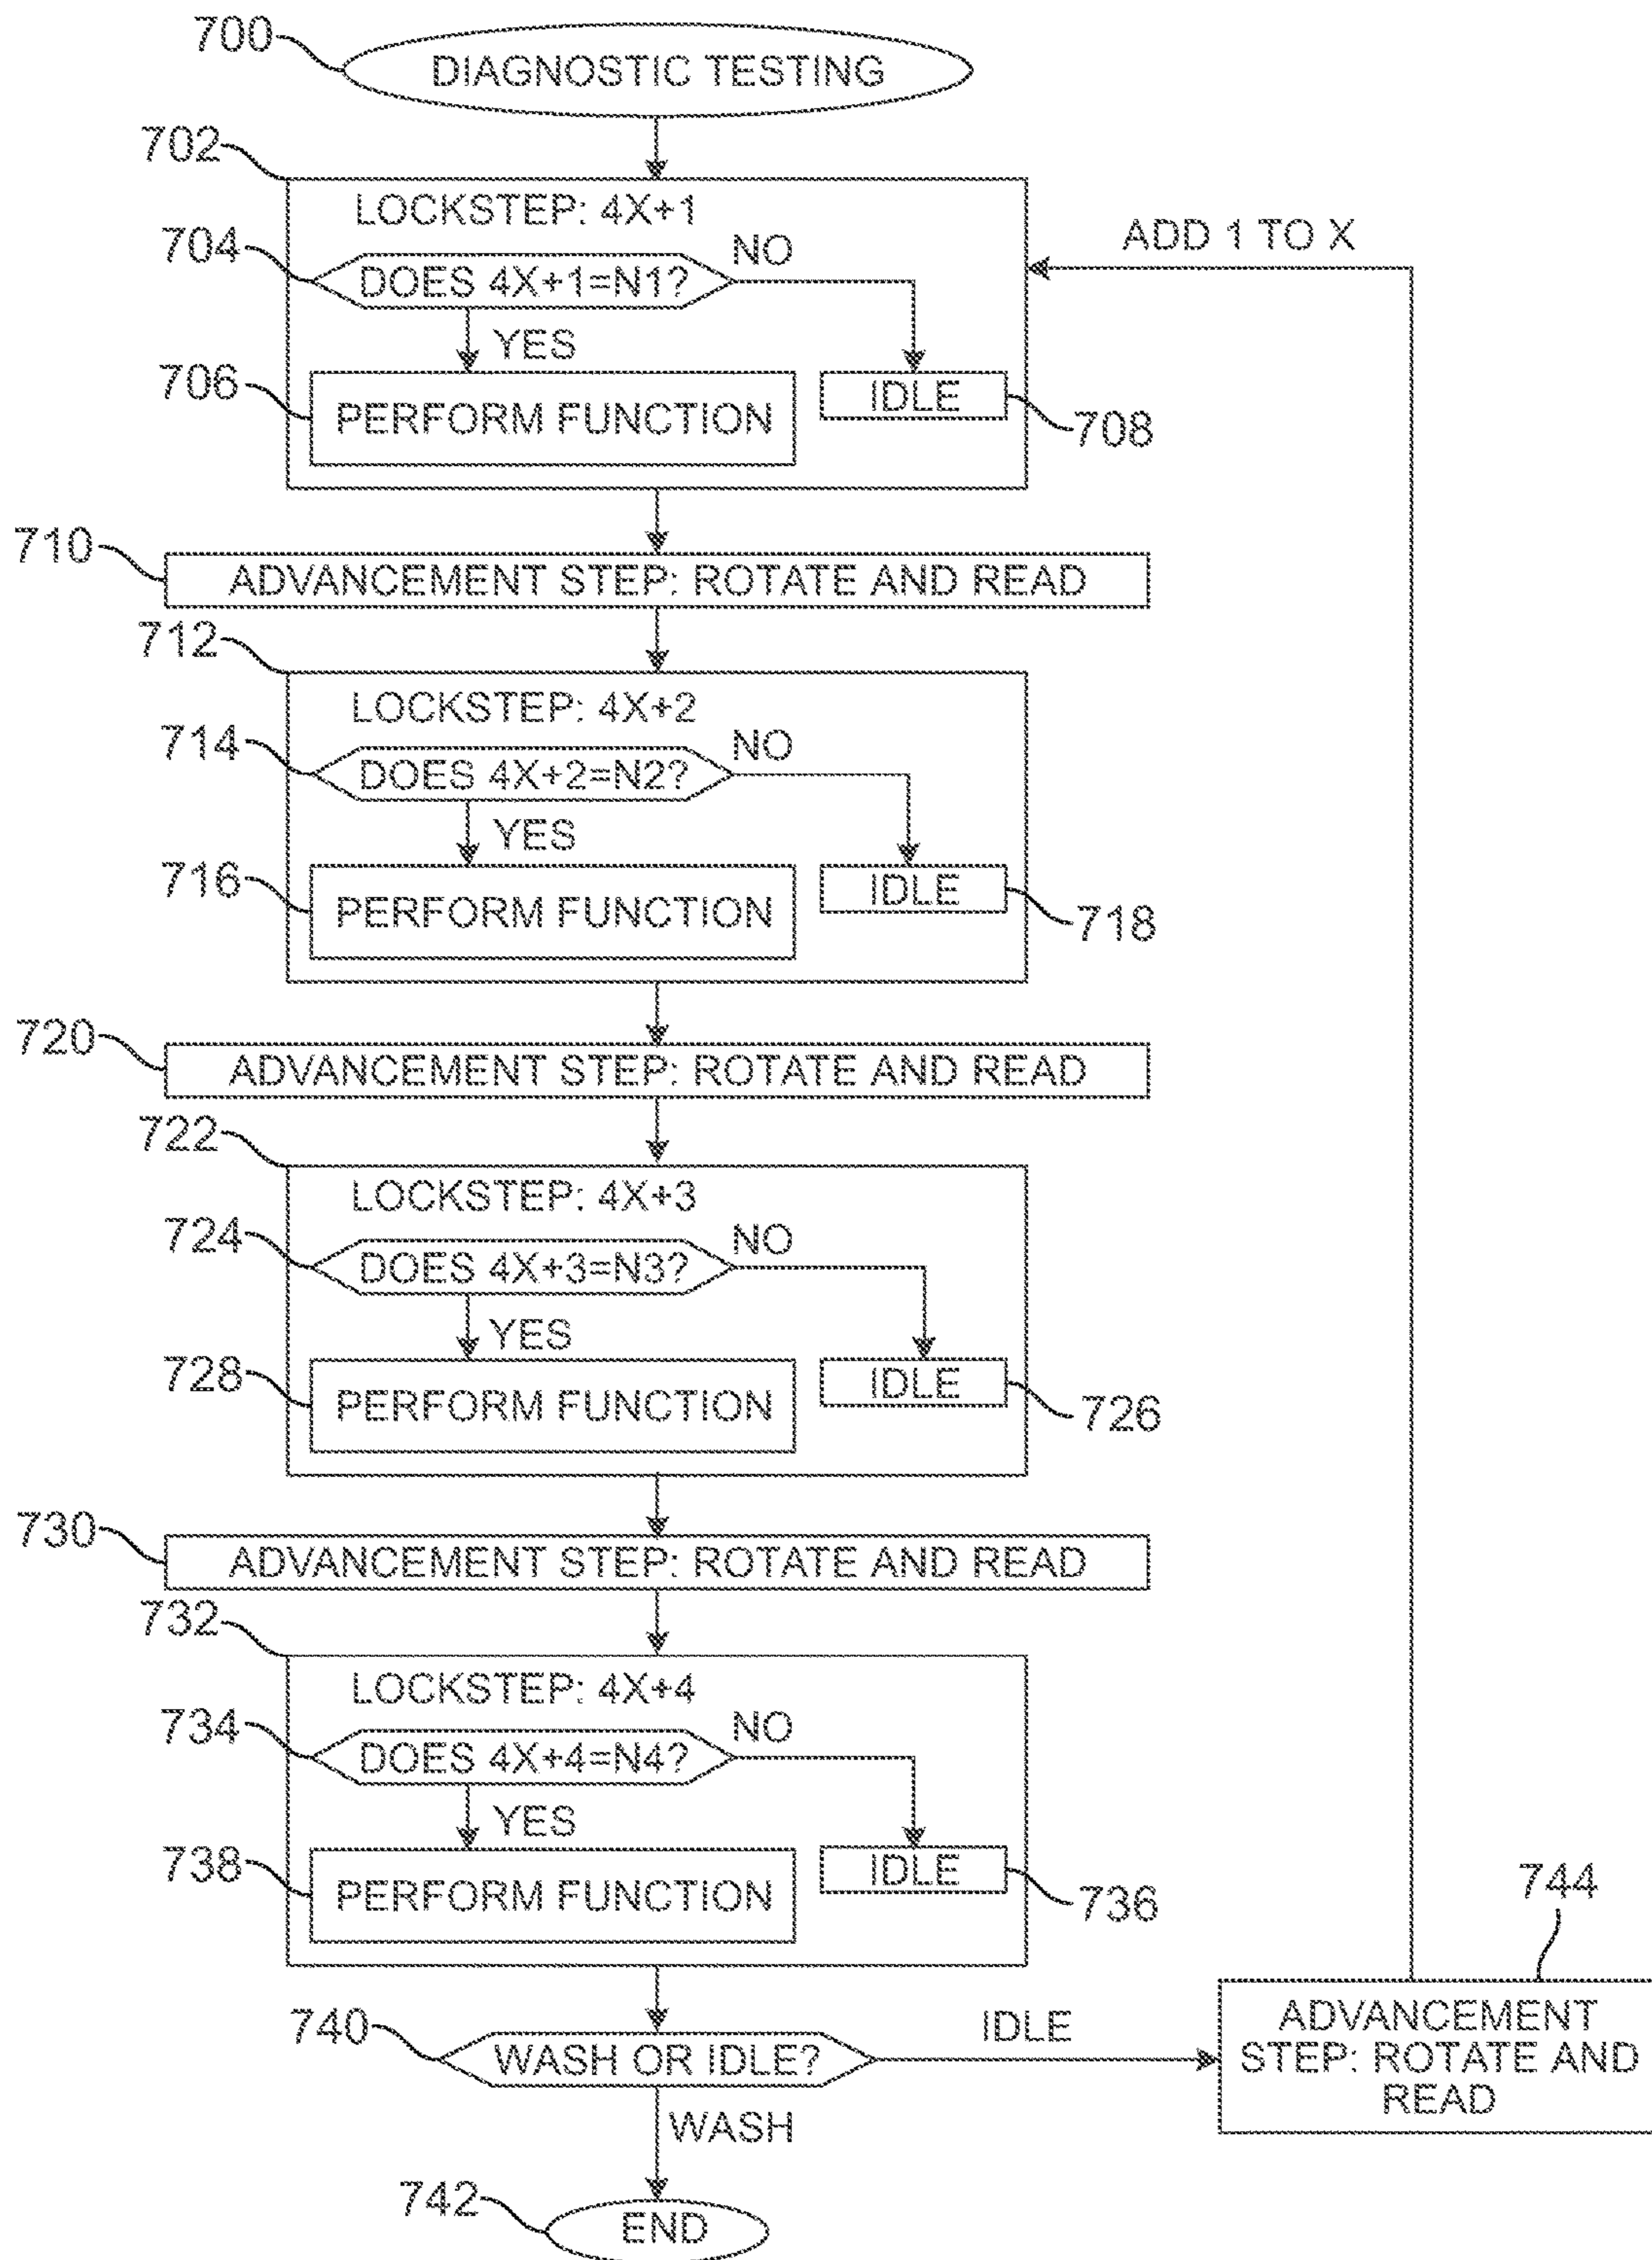 700
DIAGNOSTIC TESTING
702
LOCKSTEP: 4X+1
ADD 1 TO X
704
DOES 4X+1=N1?
NO
YES
706
PERFORM FUNCTION
IDLE
708
710
ADVANCEMENT STEP: ROTATE AND READ
712
LOCKSTEP: 4X+2
714
DOES 4X+2=N2?
NO
YES
716
PERFORM FUNCTION
IDLE
718
720
ADVANCEMENT STEP: ROTATE AND READ
722
LOCKSTEP: 4X+3
724
DOES 4X+3=N3?
NO
YES
728
PERFORM FUNCTION
IDLE
726
730
ADVANCEMENT STEP: ROTATE AND READ
732
LOCKSTEP: 4X+4
734
DOES 4X+4=N4?
NO
YES
738
PERFORM FUNCTION
IDLE
736
744
ADVANCEMENT
STEP: ROTATE AND
READ
740
WASH OR IDLE?
IDLE
WASH
742
END